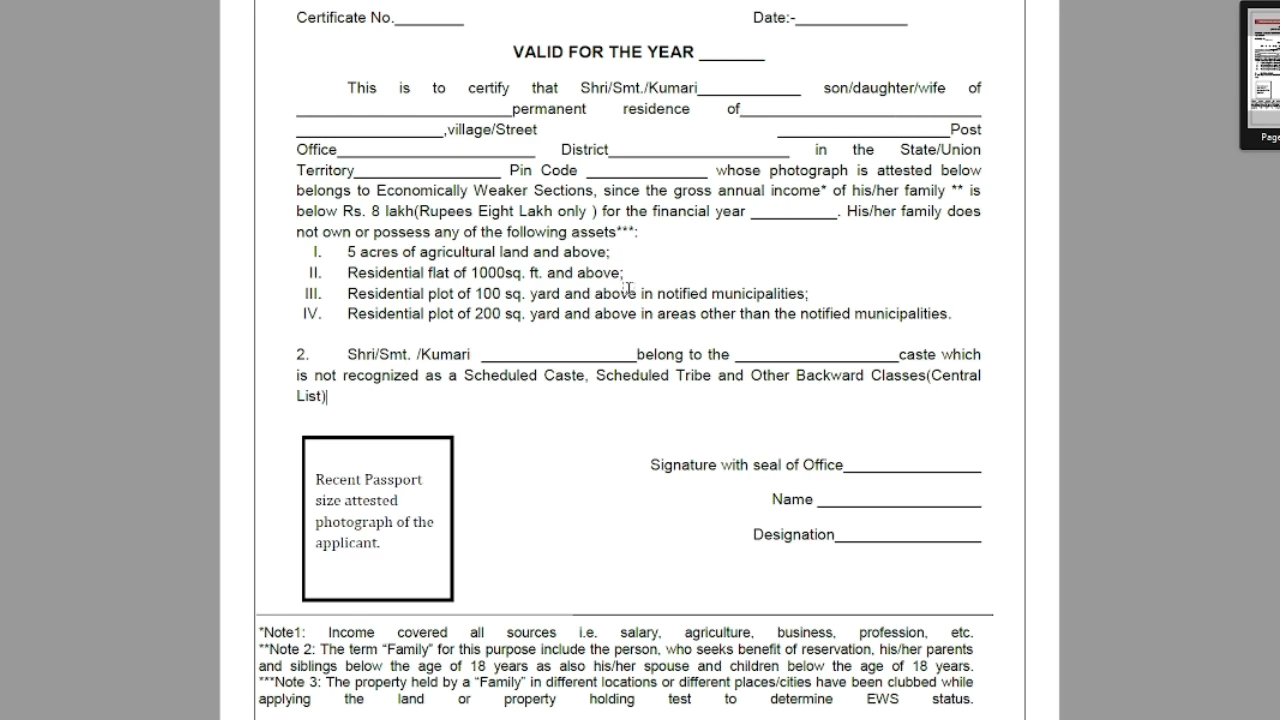 Certificate No.________ Date:-_____________
VALID FOR THE YEAR _______
This is to certify that Shri/Smt./Kumari____________ son/daughter/wife of
_________________________permanent residence of____________________________
_________________,village/Street ____________________Post
Office_______________________ District_____________________ in the State/Union
Territory_________________ Pin Code ______________ whose photograph is attested below
belongs to Economically Weaker Sections, since the gross annual income* of his/her family ** is
below Rs. 8 lakh(Rupees Eight Lakh only ) for the financial year __________. His/her family does
not own or possess any of the following assets***:
I. 5 acres of agricultural land and above;
II. Residential flat of 1000sq. ft. and above;
III. Residential plot of 100 sq. yard and above in notified municipalities;
IV. Residential plot of 200 sq. yard and above in areas other than the notified municipalities.
2. Shri/Smt. /Kumari __________________belong to the ___________________caste which
is not recognized as a Scheduled Caste, Scheduled Tribe and Other Backward Classes(Central
List)
Recent Passport
size attested
photograph of the
applicant.
Signature with seal of Office________________
Name ___________________
Designation_________________
*Note1: Income covered all sources i.e. salary, agriculture, business, profession, etc.
**Note 2: The term “Family” for this purpose include the person, who seeks benefit of reservation, his/her parents
and siblings below the age of 18 years as also his/her spouse and children below the age of 18 years.
***Note 3: The property held by a “Family” in different locations or different places/cities have been clubbed while
applying the land or property holding test to determine EWS status.
Page